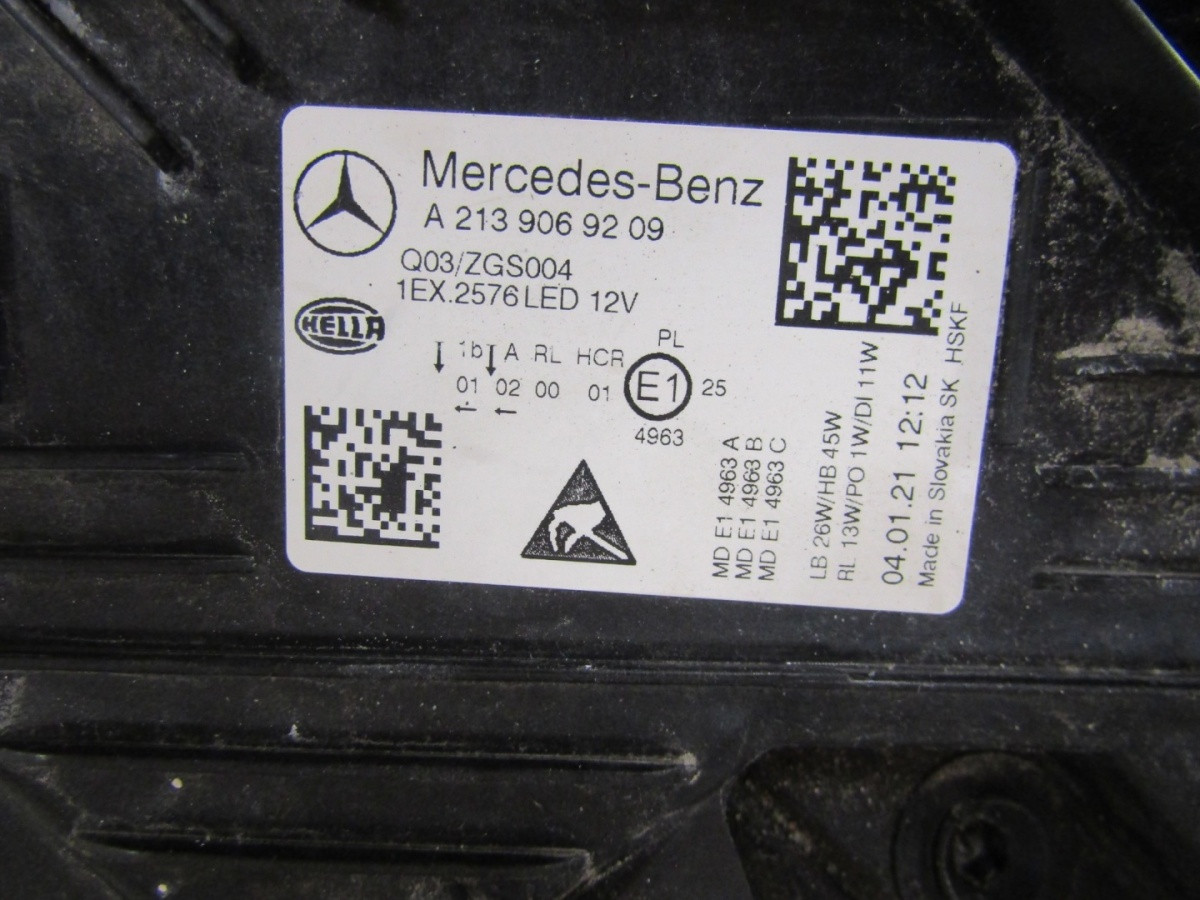 Mercedes-Benz
A 213 906 92 09
Q03/ZGS004
1EX.2576 LED 12V
HELLA
1b A RL HCR PL
01 02 00 01 E1 25
4963
MD E1 4963 A
MD E1 4963 B
MD E1 4963 C
LB 26W/HB 45W
RL 13W/PO 1W/DI 11W
04.01.21 12:12
Made in Slovakia SK HSKF